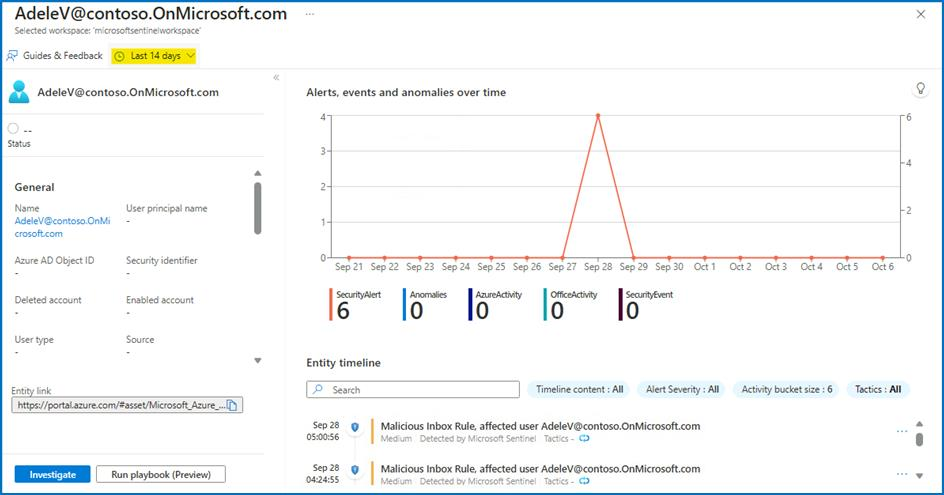 AdeleV@contoso.OnMicrosoft.com ...
Selected workspace: 'microsoftsentinelworkspace'
Guides & Feedback Last 14 days
AdeleV@contoso.OnMicrosoft.com
--
Status
General
Name User principal name
AdeleV@contoso.OnMi -
crosoft.com
Azure AD Object ID Security identifier
- -
Deleted account Enabled account
- -
User type Source
- -
Entity link
https://portal.azure.com/#asset/Microsoft_Azure_...
Investigate Run playbook (Preview)
Alerts, events and anomalies over time
4 6
3
4
2
2
1
0 0
Sep 21 Sep 22 Sep 23 Sep 24 Sep 25 Sep 26 Sep 27 Sep 28 Sep 29 Sep 30 Oct 1 Oct 2 Oct 3 Oct 4 Oct 5 Oct 6
SecurityAlert Anomalies AzureActivity OfficeActivity SecurityEvent
6 0 0 0 0
Entity timeline
Search Timeline content : All Alert Severity : All Activity bucket size : 6 Tactics : All
Sep 28 Malicious Inbox Rule, affected user AdeleV@contoso.OnMicrosoft.com
05:00:56 Medium Detected by Microsoft Sentinel Tactics - ...
Sep 28 Malicious Inbox Rule, affected user AdeleV@contoso.OnMicrosoft.com
04:24:55 Medium Detected by Microsoft Sentinel Tactics - ...